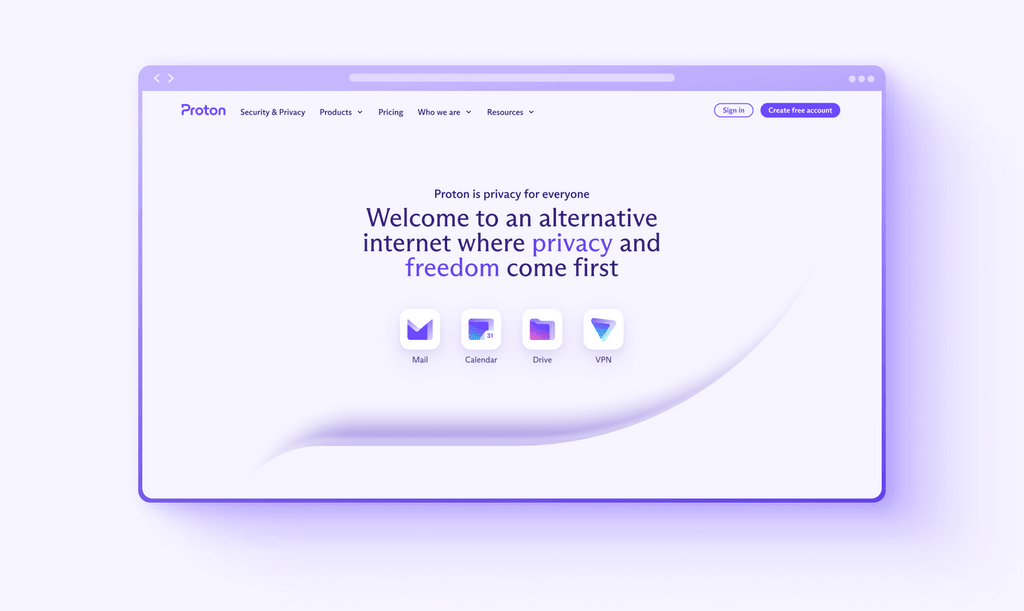 Proton Security & Privacy Products Pricing Who we are Resources Sign in Create free account
Proton is privacy for everyone
Welcome to an alternative
internet where privacy and
freedom come first
31
Mail Calendar Drive VPN